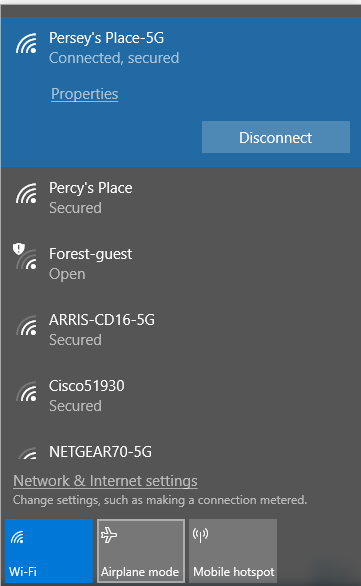 Persey's Place-5G
Connected, secured
Properties
Disconnect
Percy's Place
Secured
Forest-guest
Open
ARRIS-CD16-5G
Secured
Cisco51930
Secured
NETGEAR70-5G
Network & Internet settings
Change settings, such as making a connection metered.
Wi-Fi
Airplane mode
Mobile hotspot